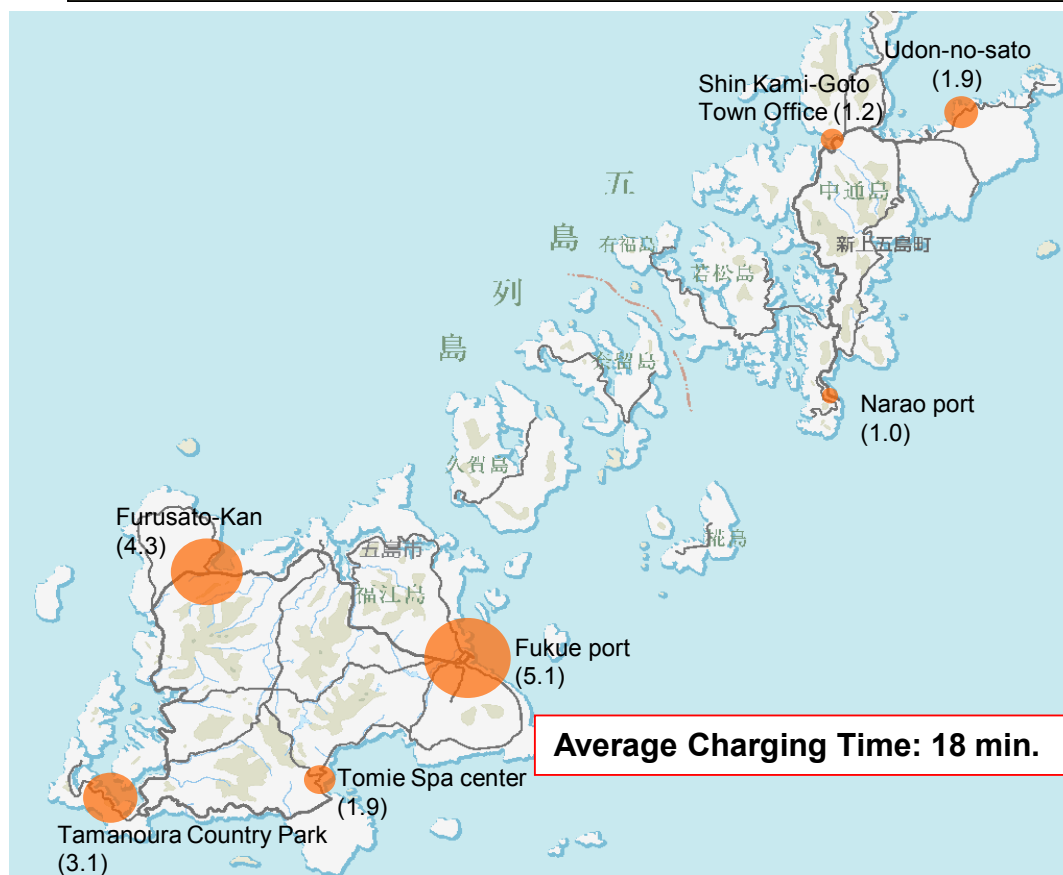 Udon-no-sato
(1.9)
Shin Kami-Goto
Town Office (1.2)
五
島
列
島
中通島
新上五島町
有福島
若松島
奈留島
Narao port
(1.0)
久賀島
椛島
Furusato-Kan
(4.3)
五島市
福江島
Fukue port
(5.1)
Average Charging Time: 18 min.
Tomie Spa center
(1.9)
Tamanoura Country Park
(3.1)